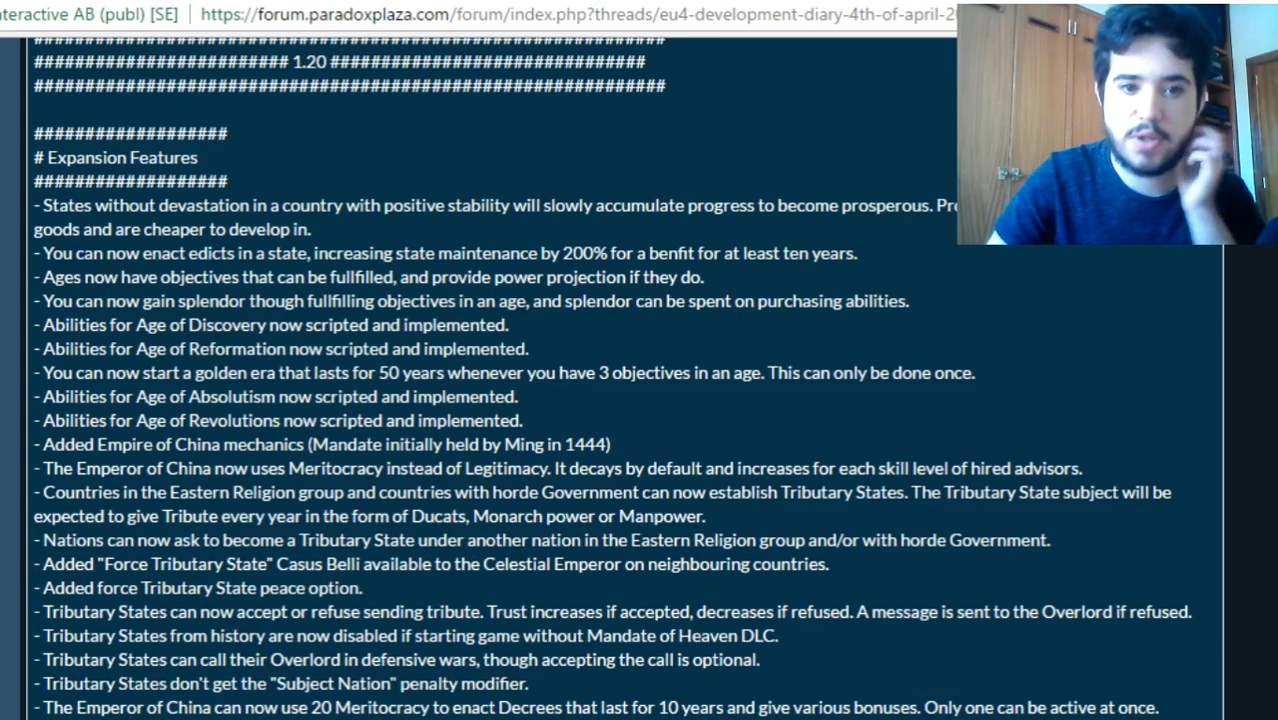 nteractive AB (publ) [SE] https://forum.paradoxplaza.com/forum/index.php?threads/eu4-development-diary-4th-of-april-2
###############################################################
######################### 1.20 ###############################
###############################################################
###################
# Expansion Features
###################
- States without devastation in a country with positive stability will slowly accumulate progress to become prosperous.
goods and are cheaper to develop in.
- You can now enact edicts in a state, increasing state maintenance by 200% for a benfit for at least ten years.
- Ages now have objectives that can be fullfilled, and provide power projection if they do.
- You can now gain splendor though fullfilling objectives in an age, and splendor can be spent on purchasing abilities.
- Abilities for Age of Discovery now scripted and implemented.
- Abilities for Age of Reformation now scripted and implemented.
- You can now start a golden era that lasts for 50 years whenever you have 3 objectives in an age. This can only be done once.
- Abilities for Age of Absolutism now scripted and implemented.
- Abilities for Age of Revolutions now scripted and implemented.
- Added Empire of China mechanics (Mandate initially held by Ming in 1444)
- The Emperor of China now uses Meritocracy instead of Legitimacy. It decays by default and increases for each skill level of hired advisors.
- Countries in the Eastern Religion group and countries with horde Government can now establish Tributary States. The Tributary State subject will be
expected to give Tribute every year in the form of Ducats, Monarch power or Manpower.
- Nations can now ask to become a Tributary State under another nation in the Eastern Religion group and/or with horde Government.
- Added "Force Tributary State" Casus Belli available to the Celestial Emperor on neighbouring countries.
- Added force Tributary State peace option.
- Tributary States can now accept or refuse sending tribute. Trust increases if accepted, decreases if refused. A message is sent to the Overlord if refused.
- Tributary States from history are now disabled if starting game without Mandate of Heaven DLC.
- Tributary States can call their Overlord in defensive wars, though accepting the call is optional.
- Tributary States don't get the "Subject Nation" penalty modifier.
- The Emperor of China can now use 20 Meritocracy to enact Decrees that last for 10 years and give various bonuses. Only one can be active at once.